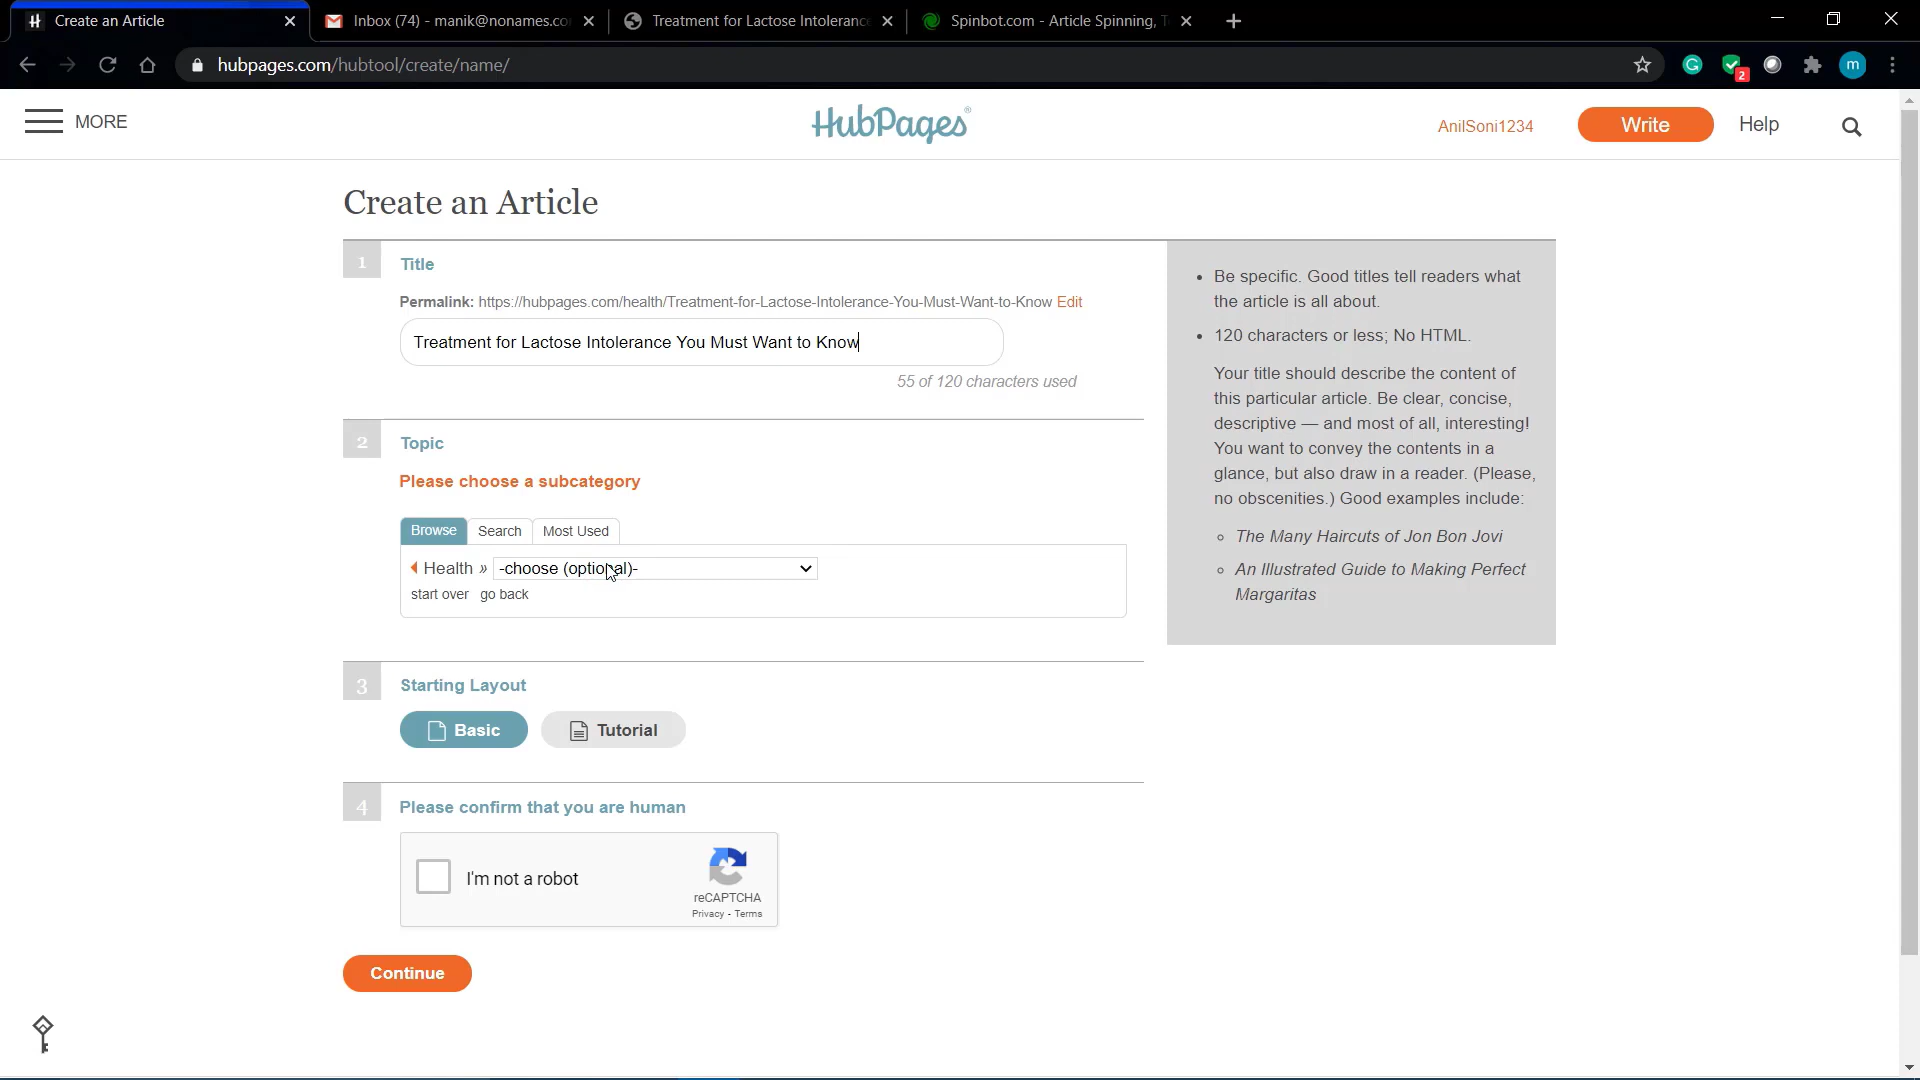 Create an Article
Inbox (74) - manik@nonames.co
Treatment for Lactose Intolerance
Spinbot.com - Article Spinning, T
hubpages.com/hubtool/create/name/
2
m
MORE
HubPages®
AnilSoni1234
Write
Help
Create an Article
1
Title
Permalink: https://hubpages.com/health/Treatment-for-Lactose-Intolerance-You-Must-Want-to-Know Edit
Treatment for Lactose Intolerance You Must Want to Know
55 of 120 characters used
2
Topic
Please choose a subcategory
Browse
Search
Most Used
Health » -choose (optional)-
start over go back
3
Starting Layout
Basic
Tutorial
4
Please confirm that you are human
I'm not a robot
reCAPTCHA
Privacy - Terms
Continue
Be specific. Good titles tell readers what
the article is all about.
120 characters or less; No HTML.
Your title should describe the content of
this particular article. Be clear, concise,
descriptive — and most of all, interesting!
You want to convey the contents in a
glance, but also draw in a reader. (Please,
no obscenities.) Good examples include:
The Many Haircuts of Jon Bon Jovi
An Illustrated Guide to Making Perfect
Margaritas